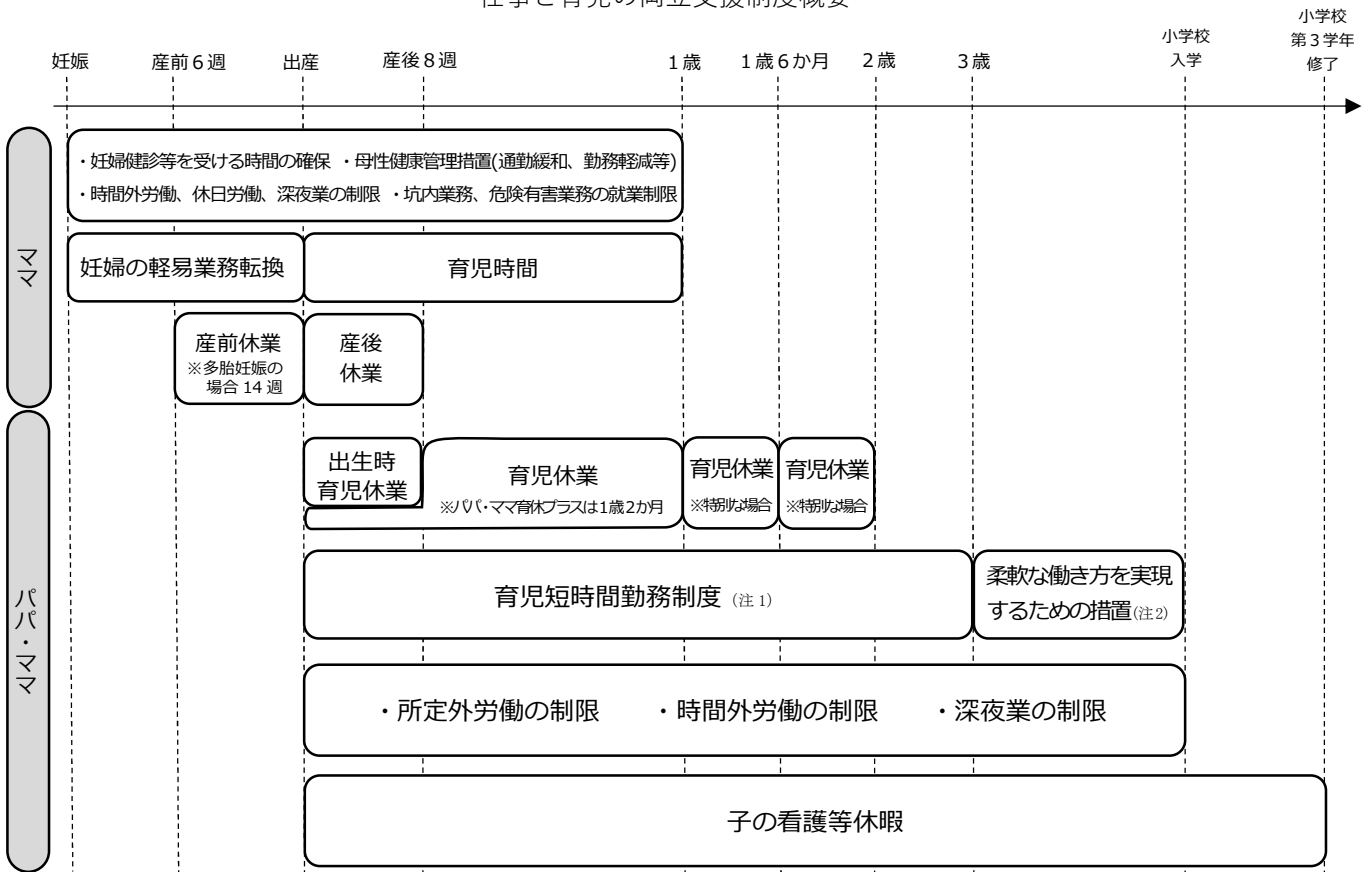 仕事と育児の両立支援制度概要
小学校
第3学年
修了
小学校
入学
妊娠 産前6週 出産 産後8週 1歳 1歳6か月 2歳 3歳
ママ
・妊婦健診等を受ける時間の確保 ・母性健康管理措置(通勤緩和、勤務軽減等)
・時間外労働、休日労働、深夜業の制限 ・坑内業務、危険有害業務の就業制限
妊婦の軽易業務転換
育児時間
産前休業
※多胎妊娠の
場合14週
産後
休業
パパ・ママ
出生時
育児休業
育児休業
※パパ・ママ育休プラスは1歳2か月
育児休業
※特別な場合
育児休業
※特別な場合
育児短時間勤務制度 (注1)
柔軟な働き方を実現
するための措置(注2)
・所定外労働の制限 ・時間外労働の制限 ・深夜業の制限
子の看護等休暇